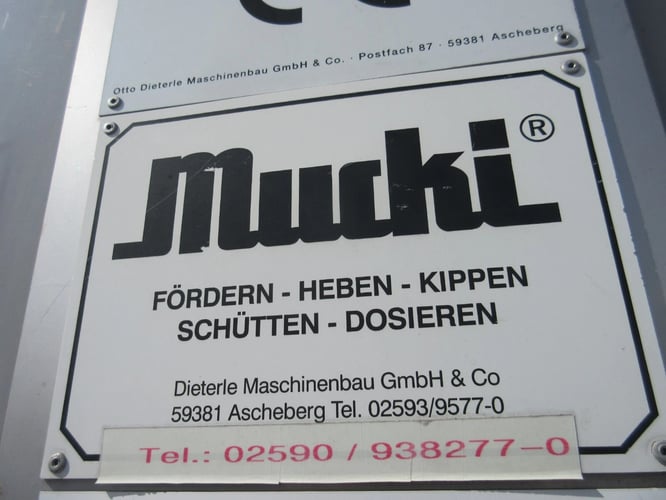 Otto Dieterle Maschinenbau GmbH & Co. · Postfach 87 · 59381 Ascheberg
Mucki ®
FÖRDERN - HEBEN - KIPPEN
SCHÜTTEN - DOSIEREN
Dieterle Maschinenbau GmbH & Co
59381 Ascheberg Tel. 02593/9577-0
Tel.: 02590 / 938277-0